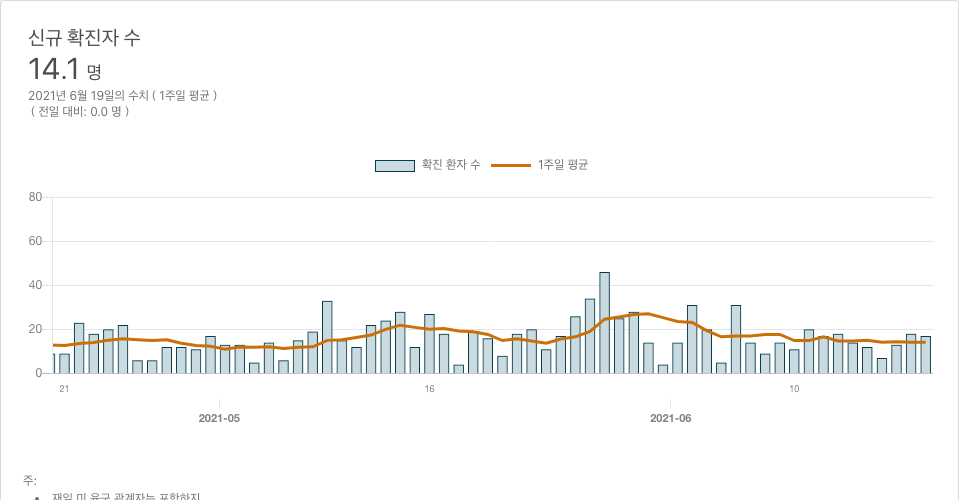 신규 확진자 수
14.1 명
2021년 6월 19일의 수치 ( 1주일 평균 )
( 전일 대비: 0.0 명 )
확진 환자 수 1주일 평균
80
60
40
20
0
21 16 10
2021-05 2021-06
주:
• 재일 미 육군 관계자는 포함하지